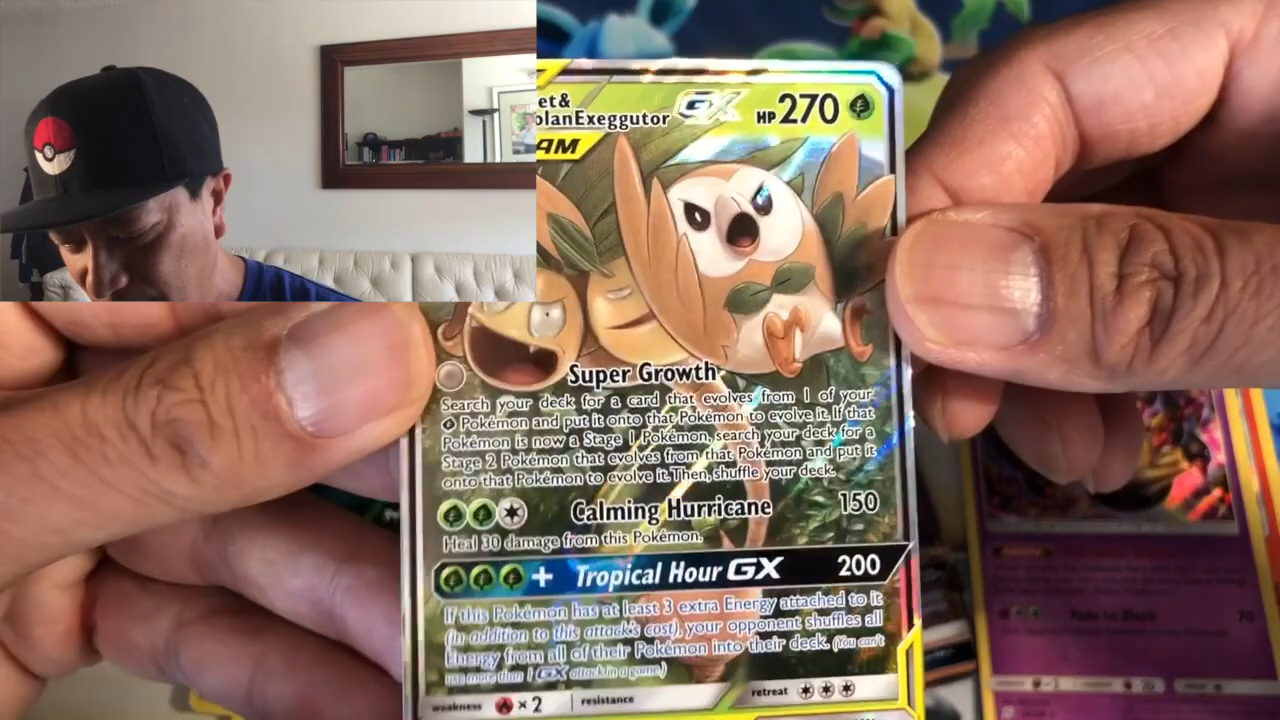 et&
olanExeggutor GX HP270
AM
Super Growth
Search your deck for a card that evolves from 1 of your
Pokémon and put it onto that Pokémon to evolve it. If that
Pokémon is now a Stage 1 Pokémon, search your deck for a
Stage 2 Pokémon that evolves from that Pokémon and put it
onto that Pokémon to evolve it. Then, shuffle your deck.
Calming Hurricane 150
Heal 30 damage from this Pokémon.
+ Tropical Hour GX 200
If this Pokémon has at least 3 extra Energy attached to it
(in addition to this attack's cost), your opponent shuffles all
Energy from all of their Pokémon into their deck. (You can't
use more than 1 GX attack in a game.)
weakness ×2 resistance retreat
70